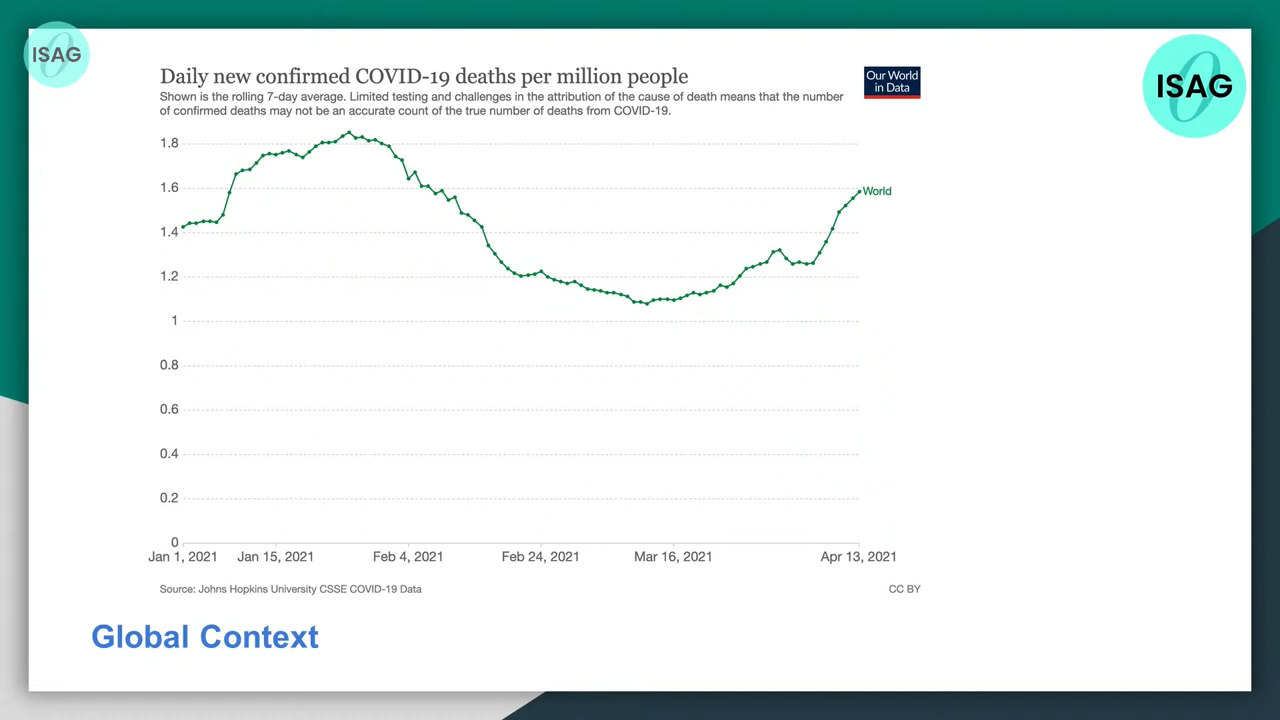 ISAG
ISAG
Daily new confirmed COVID-19 deaths per million people
Our World
in Data
Shown is the rolling 7-day average. Limited testing and challenges in the attribution of the cause of death means that the number
of confirmed deaths may not be an accurate count of the true number of deaths from COVID-19.
1.8
1.6
World
1.4
1.2
1
0.8
0.6
0.4
0.2
0
Jan 1, 2021 Jan 15, 2021 Feb 4, 2021 Feb 24, 2021 Mar 16, 2021 Apr 13, 2021
Source: Johns Hopkins University CSSE COVID-19 Data
CC BY
Global Context